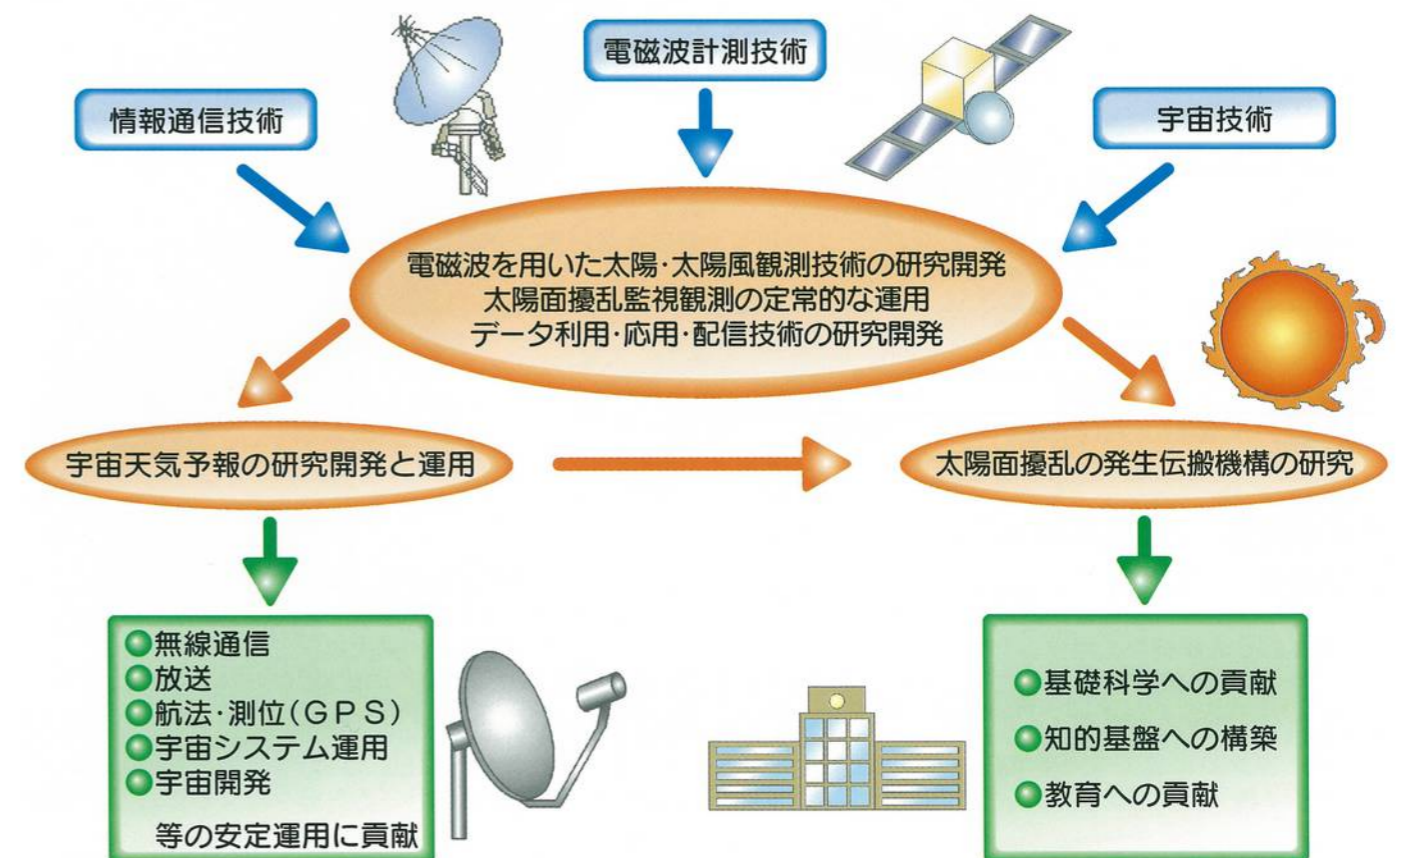 電磁波計測技術
情報通信技術
宇宙技術
電磁波を用いた太陽・太陽風観測技術の研究開発
太陽面擾乱監視観測の定常的な運用
データ利用・応用・配信技術の研究開発
宇宙天気予報の研究開発と運用
太陽面擾乱の発生伝搬機構の研究
●無線通信
●放送
●航法・測位(GPS)
●宇宙システム運用
●宇宙開発
等の安定運用に貢献
●基礎科学への貢献
●知的基盤への構築
●教育への貢献